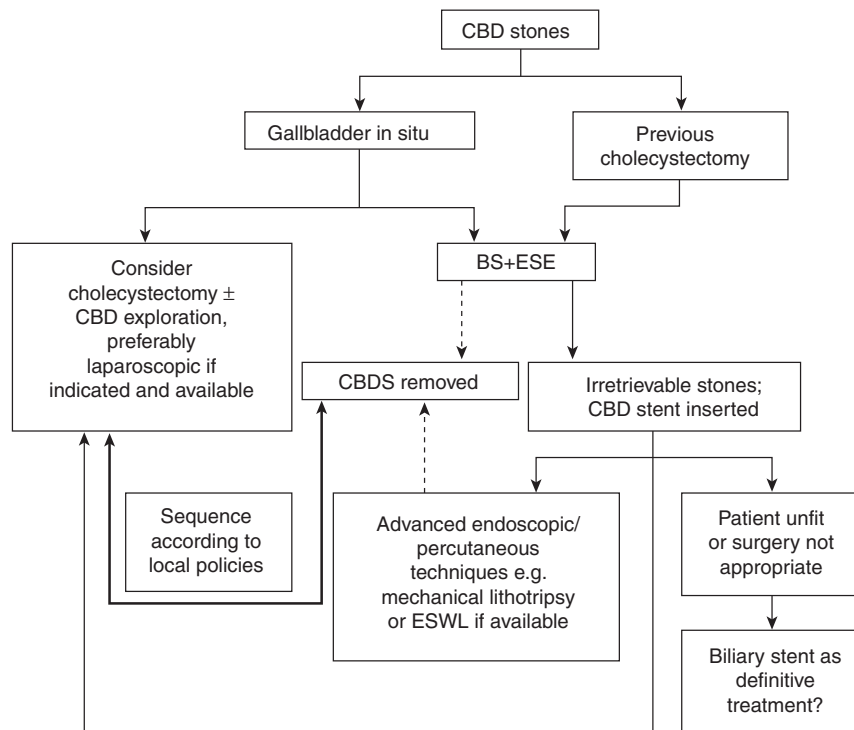 CBD stones
Gallbladder in situ
Previous
cholecystectomy
Consider
cholecystectomy ±
CBD exploration,
preferably
laparoscopic if
indicated and available
BS+ESE
CBDS removed
Irretrievable stones;
CBD stent inserted
Sequence
according to
local policies
Advanced endoscopic/
percutaneous
techniques e.g.
mechanical lithotripsy
or ESWL if available
Patient unfit
or surgery not
appropriate
Biliary stent as
definitive
treatment?